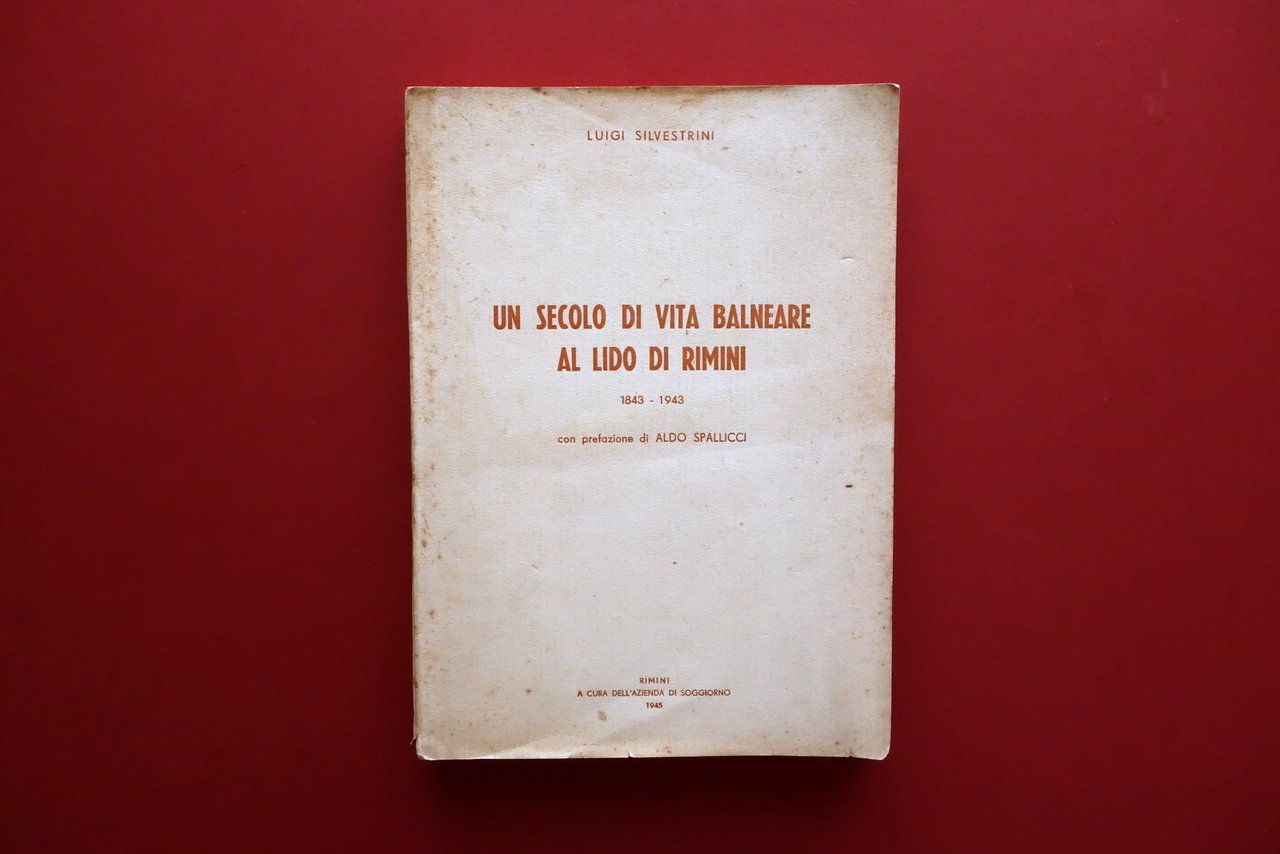 LUIGI SILVESTRINI
UN SECOLO DI VITA BALNEARE
AL LIDO DI RIMINI
1843 - 1943
con prefazione di ALDO SPALLICCI
RIMINI
A CURA DELL'AZIENDA DI SOGGIORNO
1945